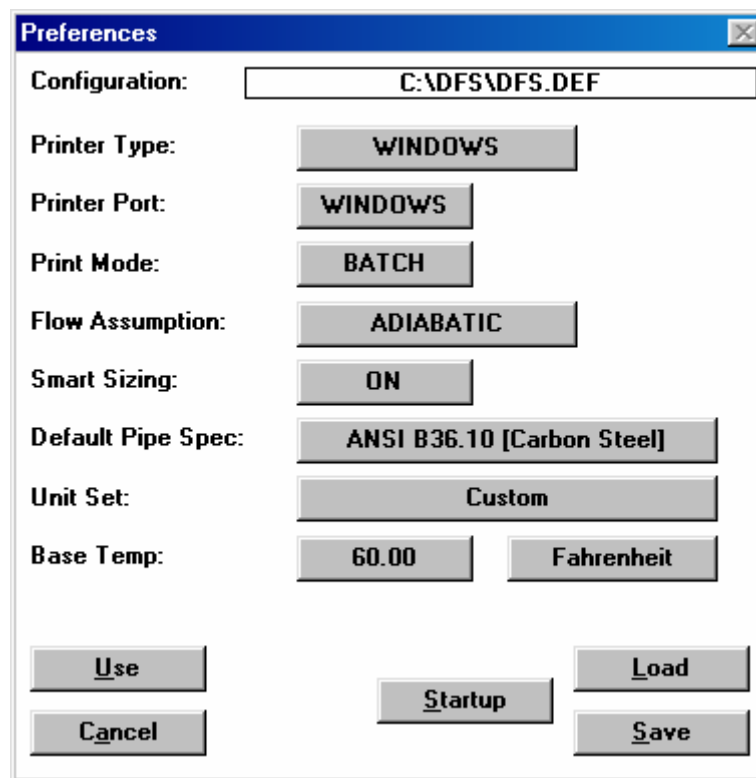 Preferences
Configuration: C:\DFS\DFS.DEF
Printer Type: WINDOWS
Printer Port: WINDOWS
Print Mode: BATCH
Flow Assumption: ADIABATIC
Smart Sizing: ON
Default Pipe Spec: ANSI B36.10 [Carbon Steel]
Unit Set: Custom
Base Temp: 60.00 Fahrenheit
Use Load
Startup
Cancel Save